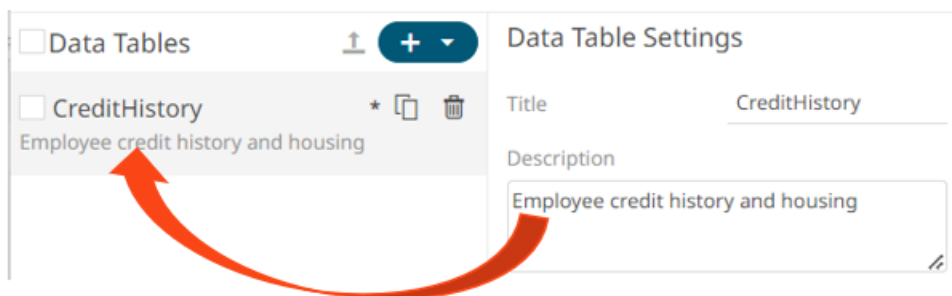 Data Tables
CreditHistory *
Employee credit history and housing
Data Table Settings
Title CreditHistory
Description
Employee credit history and housing